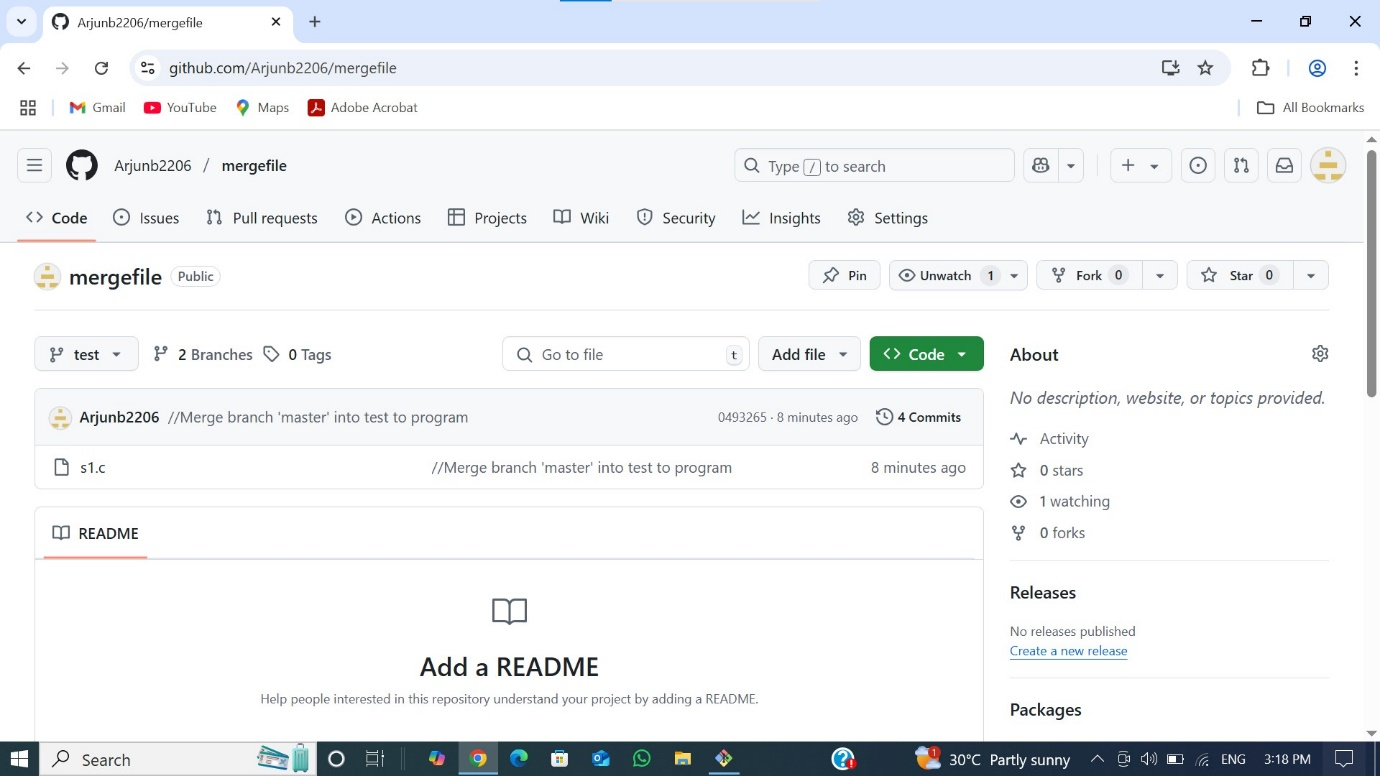 Arjunb2206/mergefile
github.com/Arjunb2206/mergefile
Gmail YouTube Maps Adobe Acrobat All Bookmarks
Arjunb2206 / mergefile Type / to search
Code Issues Pull requests Actions Projects Wiki Security Insights Settings
mergefile Public Pin Unwatch 1 Fork 0 Star 0
test 2 Branches 0 Tags Go to file t Add file Code About
No description, website, or topics provided.
Arjunb2206 //Merge branch 'master' into test to program 0493265 · 8 minutes ago 4 Commits
Activity
s1.c //Merge branch 'master' into test to program 8 minutes ago
0 stars
1 watching
README 0 forks
Releases
No releases published
Create a new release
Add a README
Help people interested in this repository understand your project by adding a README.
Packages
Search 1 30°C Partly sunny ENG 3:18 PM